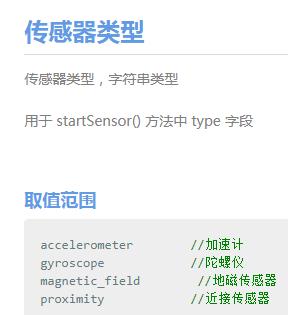 传感器类型
传感器类型，字符串类型
用于 startSensor() 方法中 type 字段
取值范围
accelerometer //加速计
gyroscope //陀螺仪
magnetic_field //地磁传感器
proximity //近接传感器